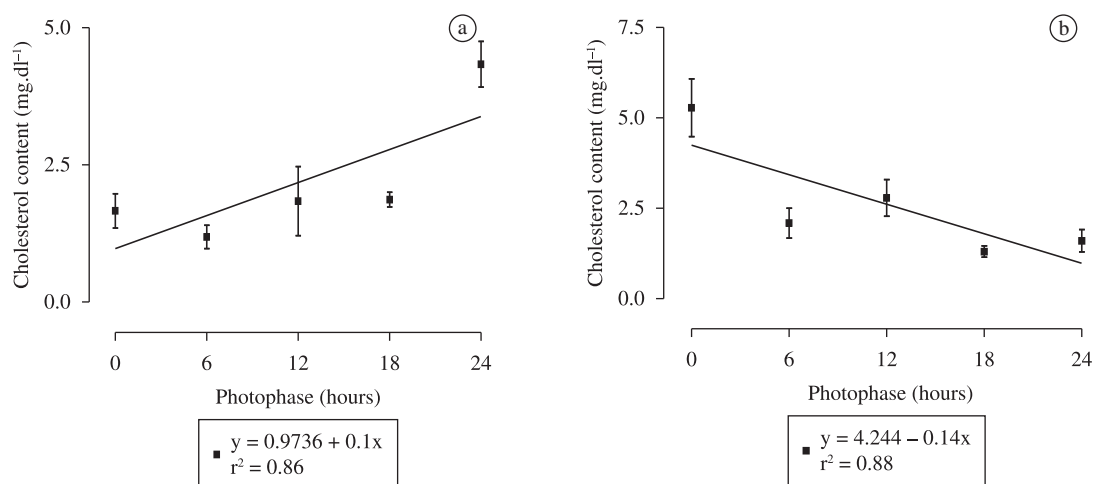 a
Cholesterol content (mg.dl⁻¹)
5.0
2.5
0.0
0 6 12 18 24
Photophase (hours)
y = 0.9736 + 0.1x
r² = 0.86
b
Cholesterol content (mg.dl⁻¹)
7.5
5.0
2.5
0.0
0 6 12 18 24
Photophase (hours)
y = 4.244 – 0.14x
r² = 0.88